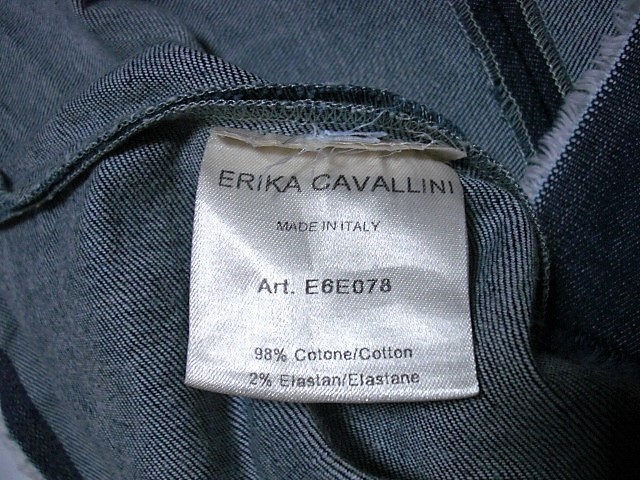 ERIKA CAVALLINI
MADE IN ITALY
Art. E6E078
98% Cotone/Cotton
2% Elastan/Elastane